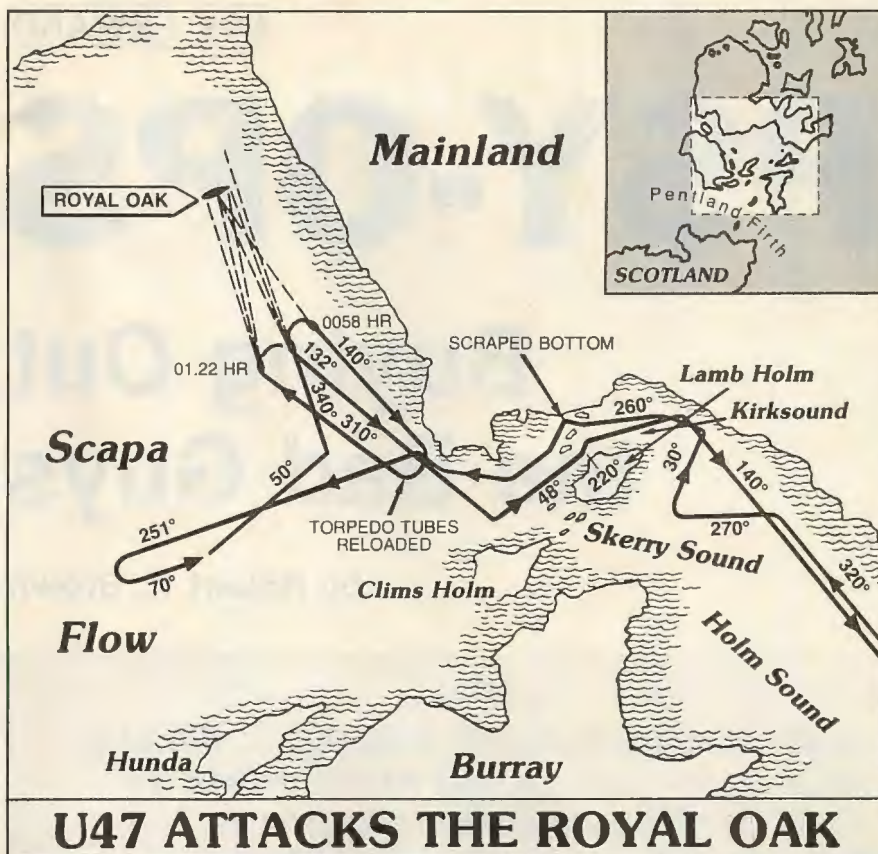 Mainland
ROYAL OAK
Pentland Firth
SCOTLAND
0058 HR
140°
132°
01.22 HR
340°
310°
SCRAPED BOTTOM
260°
Lamb Holm
Kirksound
Scapa
50°
48°
220°
30°
140°
251°
TORPEDO TUBES
RELOADED
270°
70°
Skerry Sound
320°
Clims Holm
Flow
Holm Sound
Hunda
Burray
U47 ATTACKS THE ROYAL OAK